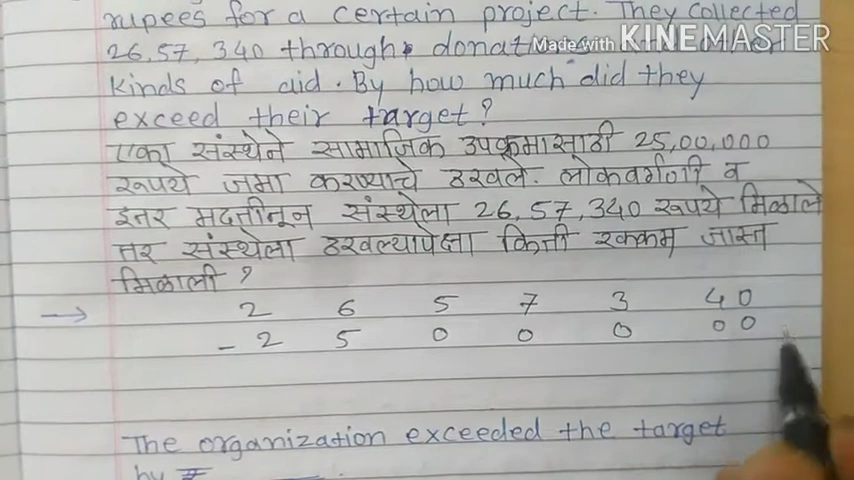 rupees for a certain project. They collected
26,57,340 through donat
Made with KINEMASTER
kinds of aid. By how much did they
exceed their target?
एका संस्थेने सामाजिक उपक्रमासाठी 25,00,000
रूपये जमा करण्याचे ठरवले. लोकवर्गणी व
इतर मदतीतून संस्थेला 26,57,340 रूपये मिळाले
तर संस्थेला ठरवल्यापेक्षा किती रक्कम जास्त
मिळाली ?
→ 2 6 5 7 3 4 0
- 2 5 0 0 0 0 0
The organization exceeded the target
by ₹